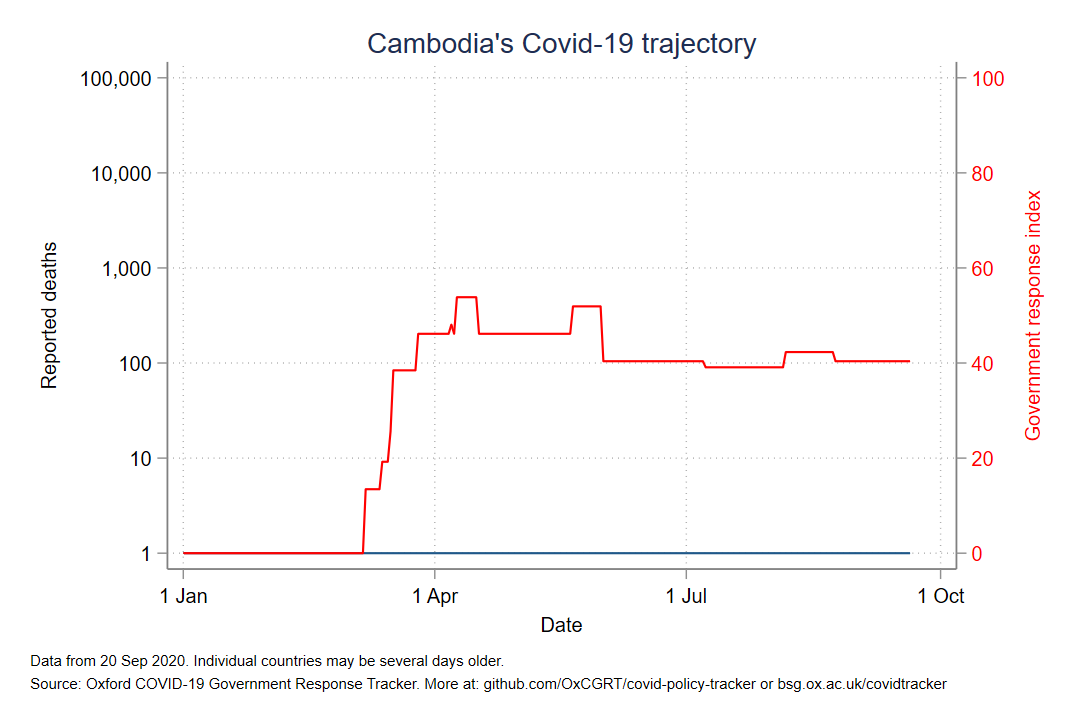 Cambodia's Covid-19 trajectory
100,000
10,000
1,000
100
10
1
Reported deaths
100
80
60
40
20
0
Government response index
1 Jan
1 Apr
1 Jul
1 Oct
Date
Data from 20 Sep 2020. Individual countries may be several days older.
Source: Oxford COVID-19 Government Response Tracker. More at: github.com/OxCGRT/covid-policy-tracker or bsg.ox.ac.uk/covidtracker